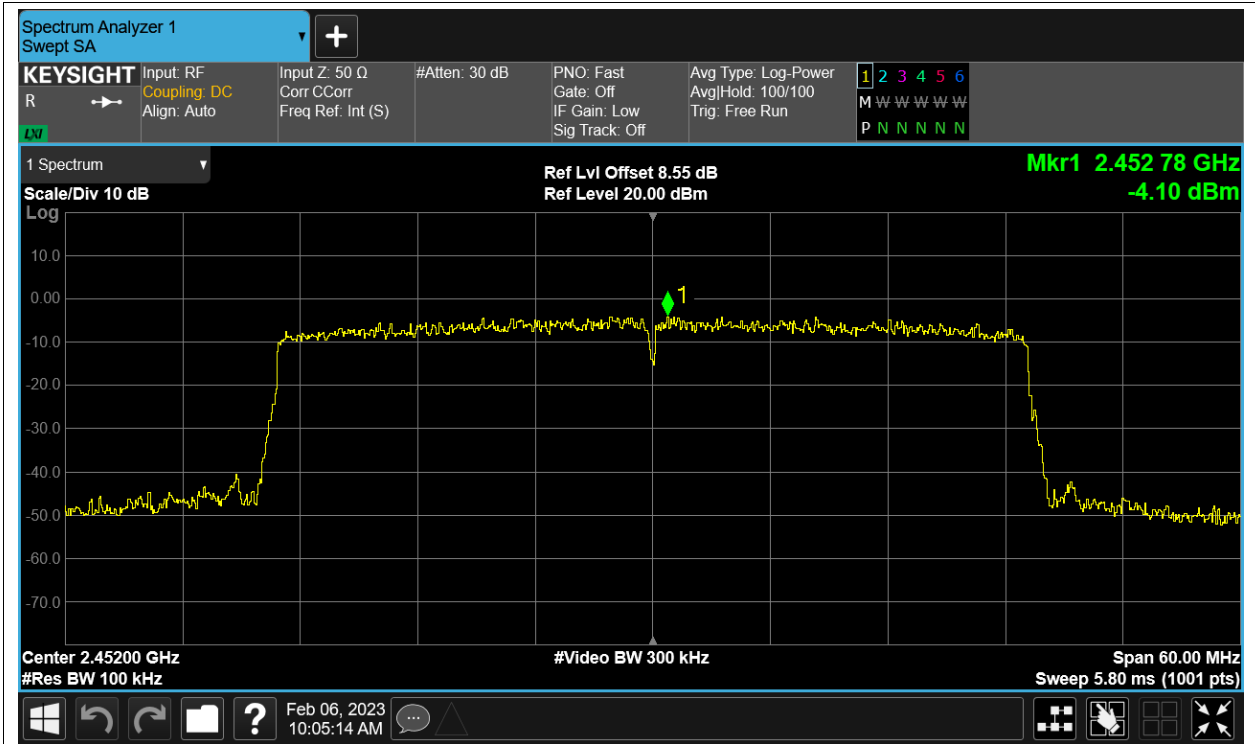 Spectrum Analyzer 1
Swept SA
KEYSIGHT
R
LXI
Input: RF
Coupling: DC
Align: Auto
Input Z: 50 Ω
Corr CCorr
Freq Ref: Int (S)
#Atten: 30 dB
PNO: Fast
Gate: Off
IF Gain: Low
Sig Track: Off
Avg Type: Log-Power
Avg|Hold: 100/100
Trig: Free Run
1 2 3 4 5 6
M W W W W W
P N N N N N
1 Spectrum
Scale/Div 10 dB
Log
Ref Lvl Offset 8.55 dB
Ref Level 20.00 dBm
Mkr1 2.452 78 GHz
-4.10 dBm
10.0
0.00
1
-10.0
-20.0
-30.0
-40.0
-50.0
-60.0
-70.0
Center 2.45200 GHz
#Res BW 100 kHz
#Video BW 300 kHz
Span 60.00 MHz
Sweep 5.80 ms (1001 pts)
?
Feb 06, 2023
10:05:14 AM